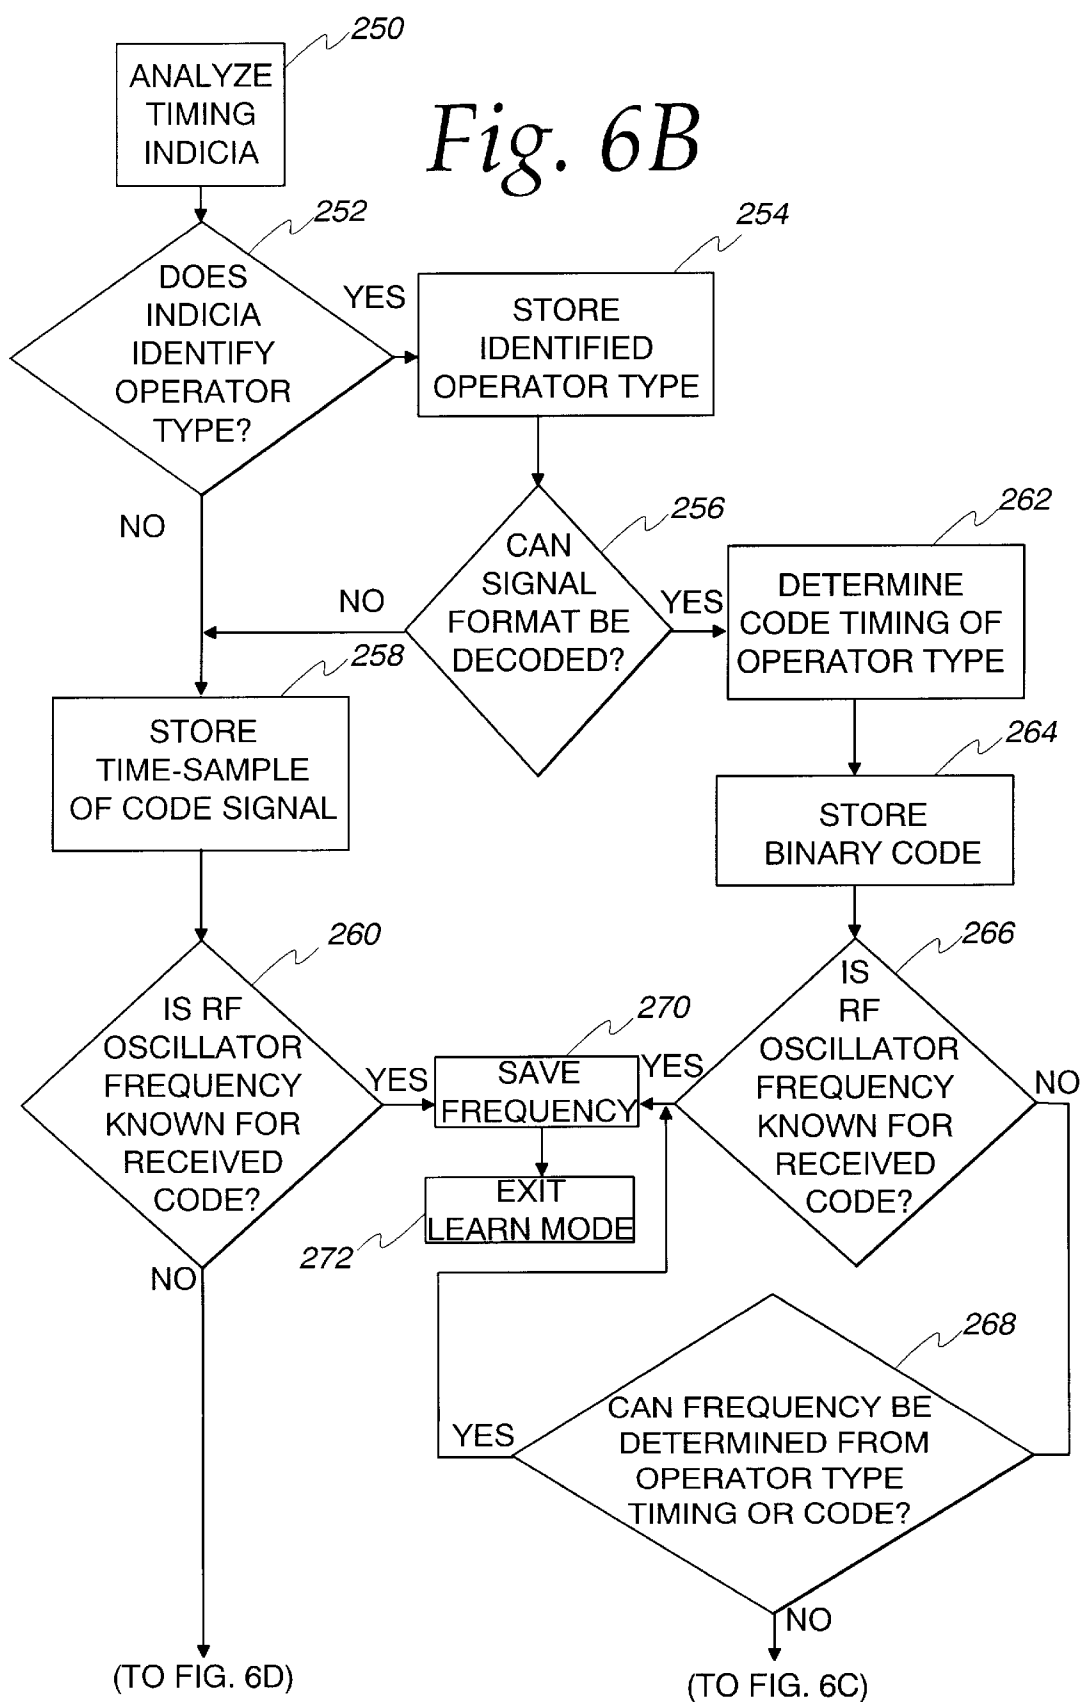 250
ANALYZE
TIMING
INDICIA
Fig. 6B
252
DOES
INDICIA
IDENTIFY
OPERATOR
TYPE?
YES
NO
254
STORE
IDENTIFIED
OPERATOR TYPE
256
CAN
SIGNAL
FORMAT BE
DECODED?
NO
YES
262
DETERMINE
CODE TIMING OF
OPERATOR TYPE
258
STORE
TIME-SAMPLE
OF CODE SIGNAL
264
STORE
BINARY CODE
260
IS RF
OSCILLATOR
FREQUENCY
KNOWN FOR
RECEIVED
CODE?
YES
NO
270
SAVE
FREQUENCY
266
IS
RF
OSCILLATOR
FREQUENCY
KNOWN FOR
RECEIVED
CODE?
YES
NO
EXIT
LEARN MODE
272
268
CAN FREQUENCY BE
DETERMINED FROM
OPERATOR TYPE
TIMING OR CODE?
YES
NO
(TO FIG. 6D)
(TO FIG. 6C)